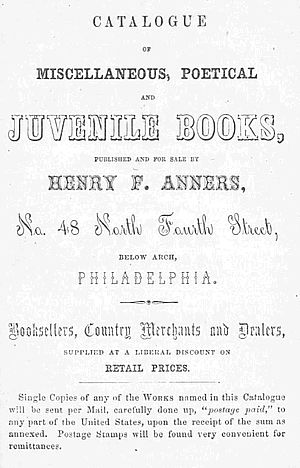 CATALOGUE
OF
MISCELLANEOUS, POETICAL
AND
JUVENILE BOOKS,
PUBLISHED AND FOR SALE BY
HENRY F. ANNERS,
No. 48 North Fourth Street,
BELOW ARCH,
PHILADELPHIA.
Booksellers, Country Merchants and Dealers,
SUPPLIED AT A LIBERAL DISCOUNT ON
RETAIL PRICES.
Single Copies of any of the WORKS named in this Catalogue
will be sent per Mail, carefully done up, "postage paid," to
any part of the United States, upon the receipt of the sum as
annexed. Postage Stamps will be found very convenient for
remittances.